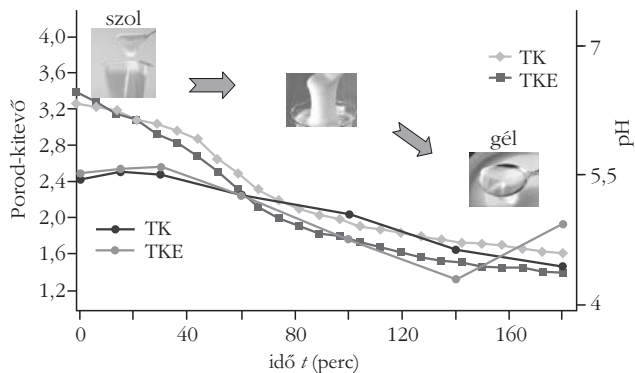 szol
4,0
3,6
3,2
2,8
2,4
2,0
1,6
1,2
Porod-kitevő
TK
TKE
gél
TK
TKE
7
5,5
4
pH
0
40
80
120
160
idő t (perc)